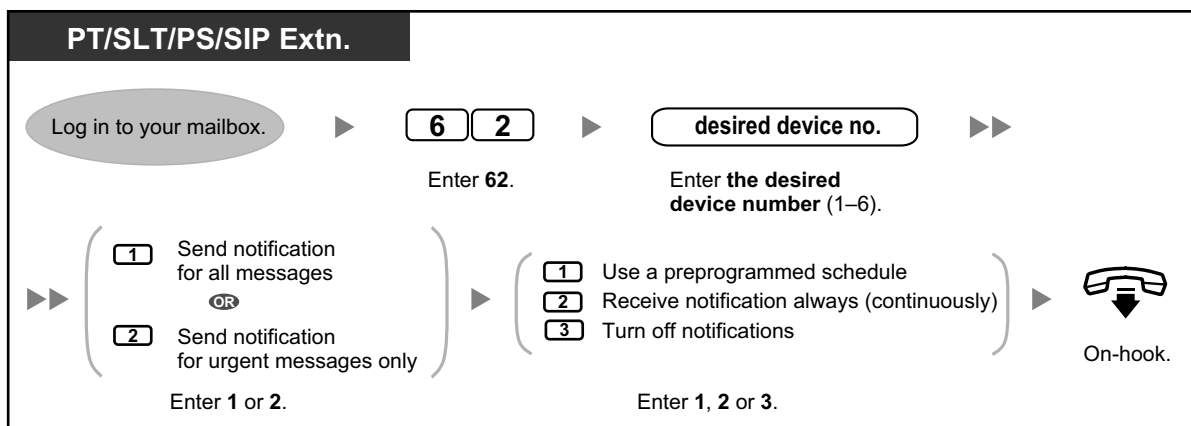 PT/SLT/PS/SIP Extn.
Log in to your mailbox.
6 2
desired device no.
Enter 62.
Enter the desired
device number (1–6).
1 Send notification
for all messages
OR
2 Send notification
for urgent messages only
Enter 1 or 2.
1 Use a preprogrammed schedule
2 Receive notification always (continuously)
3 Turn off notifications
Enter 1, 2 or 3.
On-hook.